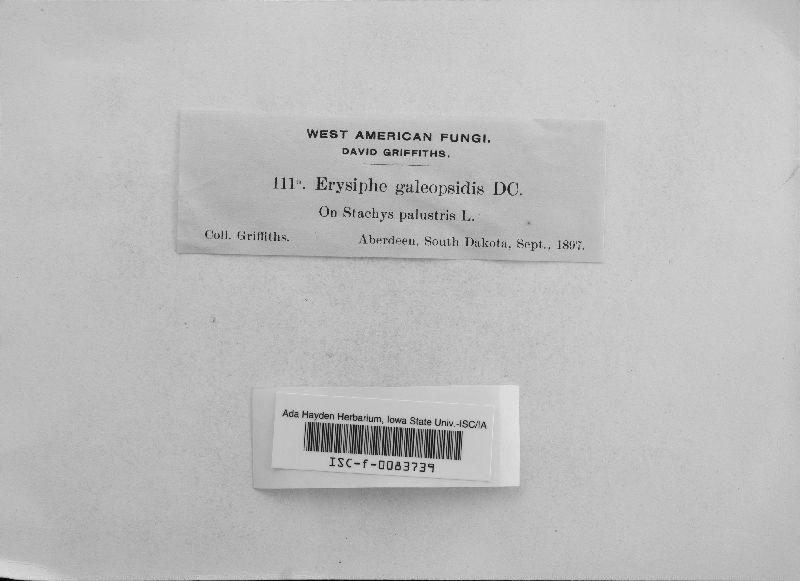 WEST AMERICAN FUNGI.
DAVID GRIFFITHS.
111a. Erysiphe galeopsidis DC.
On Stachys palustris L.
Coll. Griffiths. Aberdeen, South Dakota, Sept., 1897.
Ada Hayden Herbarium, Iowa State Univ.-ISC/IA
ISC-f-0083739